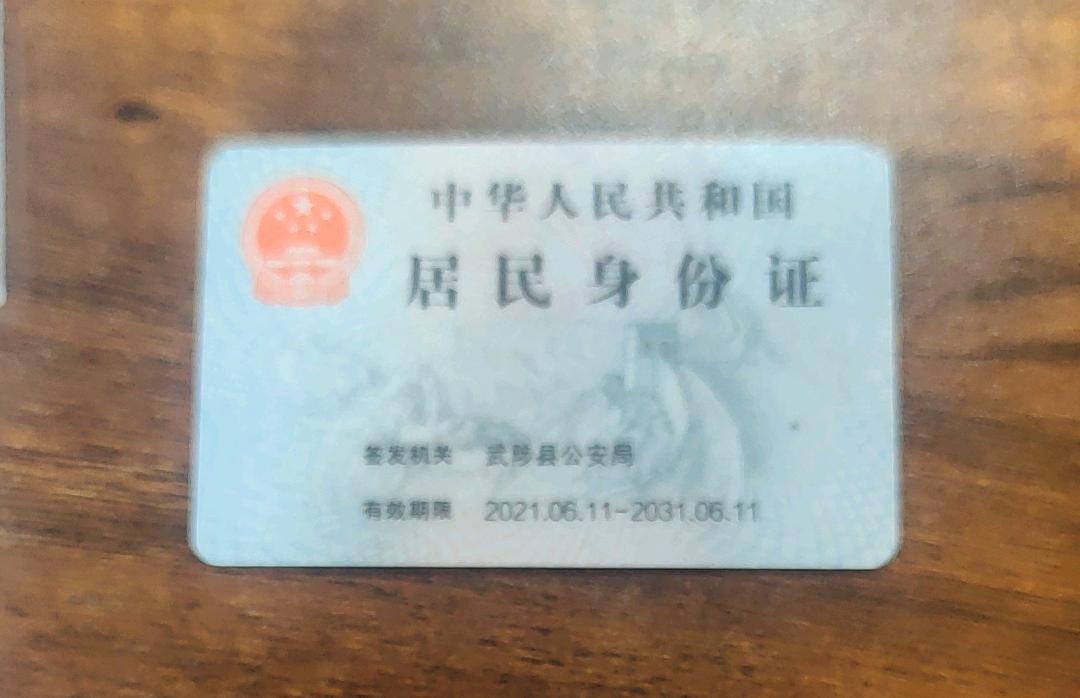 中华人民共和国
居民身份证
签发机关 武陟县公安局
有效期限 2021.06.11-2031.06.11